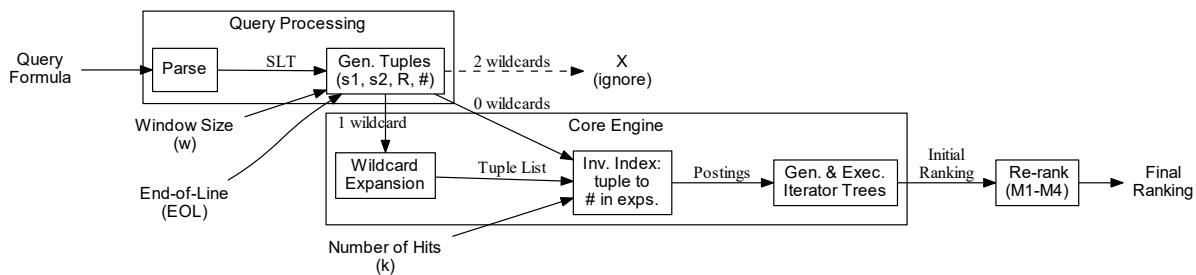 Query Processing
Query
Formula
Parse
SLT
Gen. Tuples
(s1, s2, R, #)
2 wildcards
X
(ignore)
0 wildcards
Window Size
(w)
1 wildcard
Core Engine
Wildcard
Expansion
Tuple List
Inv. Index:
tuple to
# in exps.
Postings
Gen. & Exec.
Iterator Trees
Initial
Ranking
Re-rank
(M1-M4)
Final
Ranking
End-of-Line
(EOL)
Number of Hits
(k)